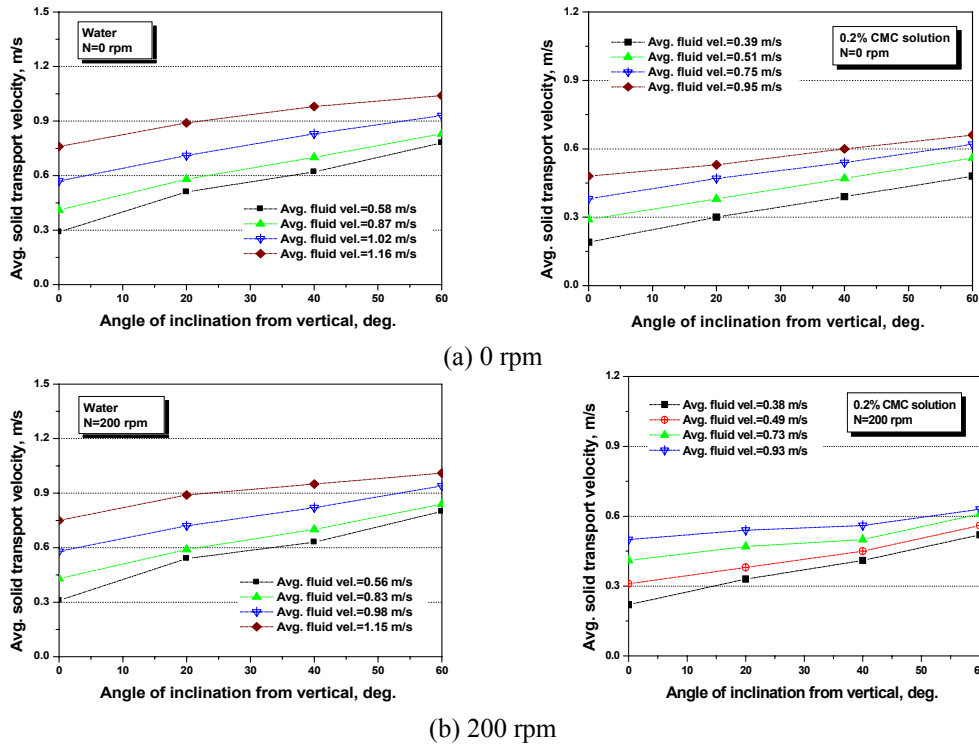 Water
N=0 rpm
Avg. solid transport velocity, m/s
1.5
1.2
0.9
0.6
0.3
0.0
Avg. fluid vel.=0.58 m/s
Avg. fluid vel.=0.87 m/s
Avg. fluid vel.=1.02 m/s
Avg. fluid vel.=1.16 m/s
0 10 20 30 40 50 60
Angle of inclination from vertical, deg.
0.2% CMC solution
N=0 rpm
Avg. solid transport velocity, m/s
1.2
0.9
0.6
0.3
0.0
Avg. fluid vel.=0.39 m/s
Avg. fluid vel.=0.51 m/s
Avg. fluid vel.=0.75 m/s
Avg. fluid vel.=0.95 m/s
0 10 20 30 40 50 60
Angle of inclination from vertical, deg.
(a) 0 rpm
Water
N=200 rpm
Avg. solid transport velocity, m/s
1.5
1.2
0.9
0.6
0.3
0.0
Avg. fluid vel.=0.56 m/s
Avg. fluid vel.=0.83 m/s
Avg. fluid vel.=0.98 m/s
Avg. fluid vel.=1.15 m/s
0 10 20 30 40 50 60
Angle of inclination from vertical, deg.
0.2% CMC solution
N=200 rpm
Avg. solid transport velocity, m/s
1.2
0.9
0.6
0.3
0.0
Avg. fluid vel.=0.38 m/s
Avg. fluid vel.=0.49 m/s
Avg. fluid vel.=0.73 m/s
Avg. fluid vel.=0.93 m/s
0 10 20 30 40 50 60
Angle of inclination from vertical, deg.
(b) 200 rpm